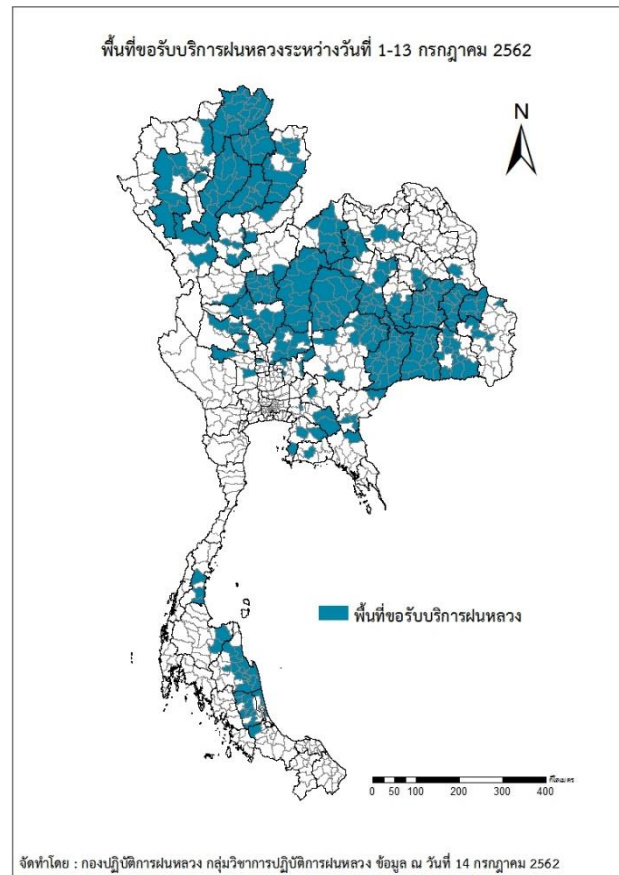 พื้นที่ขอรับบริการฝนหลวงระหว่างวันที่ 1-13 กรกฎาคม 2562
N
พื้นที่ขอรับบริการฝนหลวง
กิโลเมตร
0 50 100 200 300 400
จัดทำโดย : กองปฏิบัติการฝนหลวง กลุ่มวิชาการปฏิบัติการฝนหลวง ข้อมูล ณ วันที่ 14 กรกฎาคม 2562